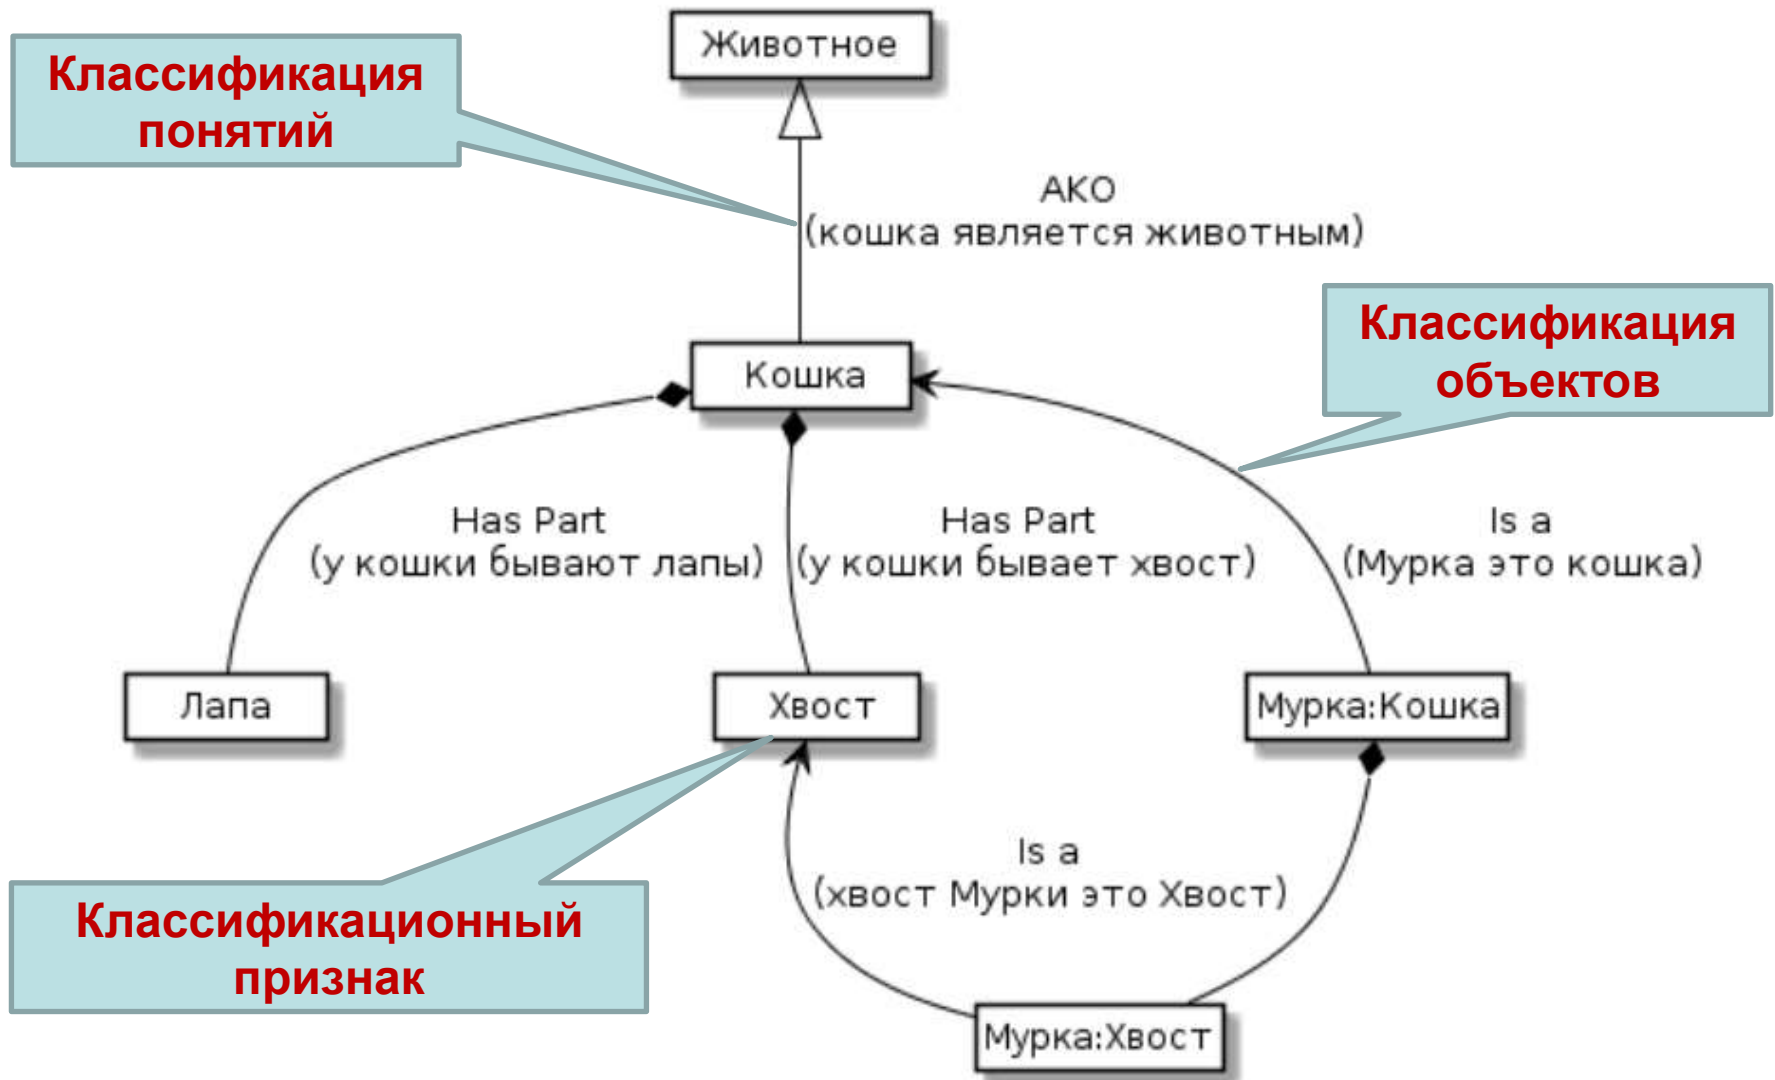 Животное
Классификация
понятий
АКО
(кошка является животным)
Классификация
объектов
Кошка
Has Part
(у кошки бывают лапы)
Has Part
(у кошки бывает хвост)
Is a
(Мурка это кошка)
Лапа
Хвост
Мурка:Кошка
Is a
(хвост Мурки это Хвост)
Классификационный
признак
Мурка:Хвост